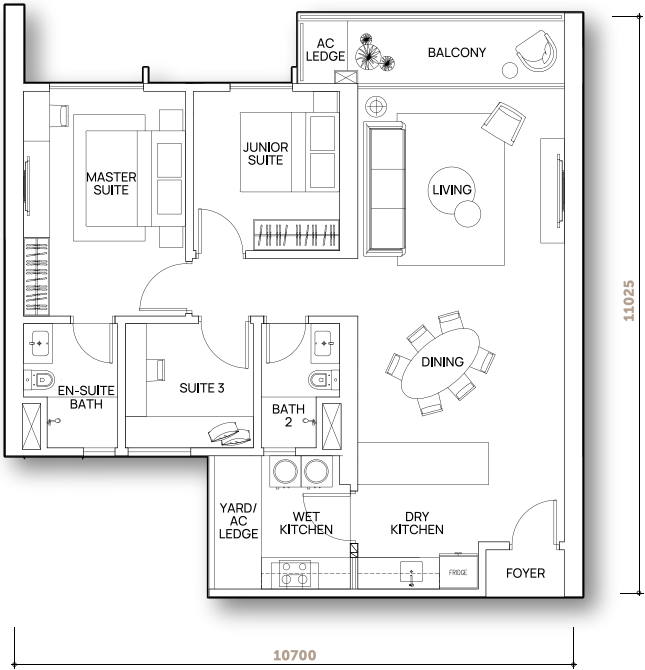 AC
LEDGE
BALCONY
MASTER
SUITE
JUNIOR
SUITE
LIVING
11025
DINING
EN-SUITE
BATH
SUITE 3
BATH
2
YARD/
AC
LEDGE
WET
KITCHEN
DRY
KITCHEN
FRIDGE
FOYER
10700